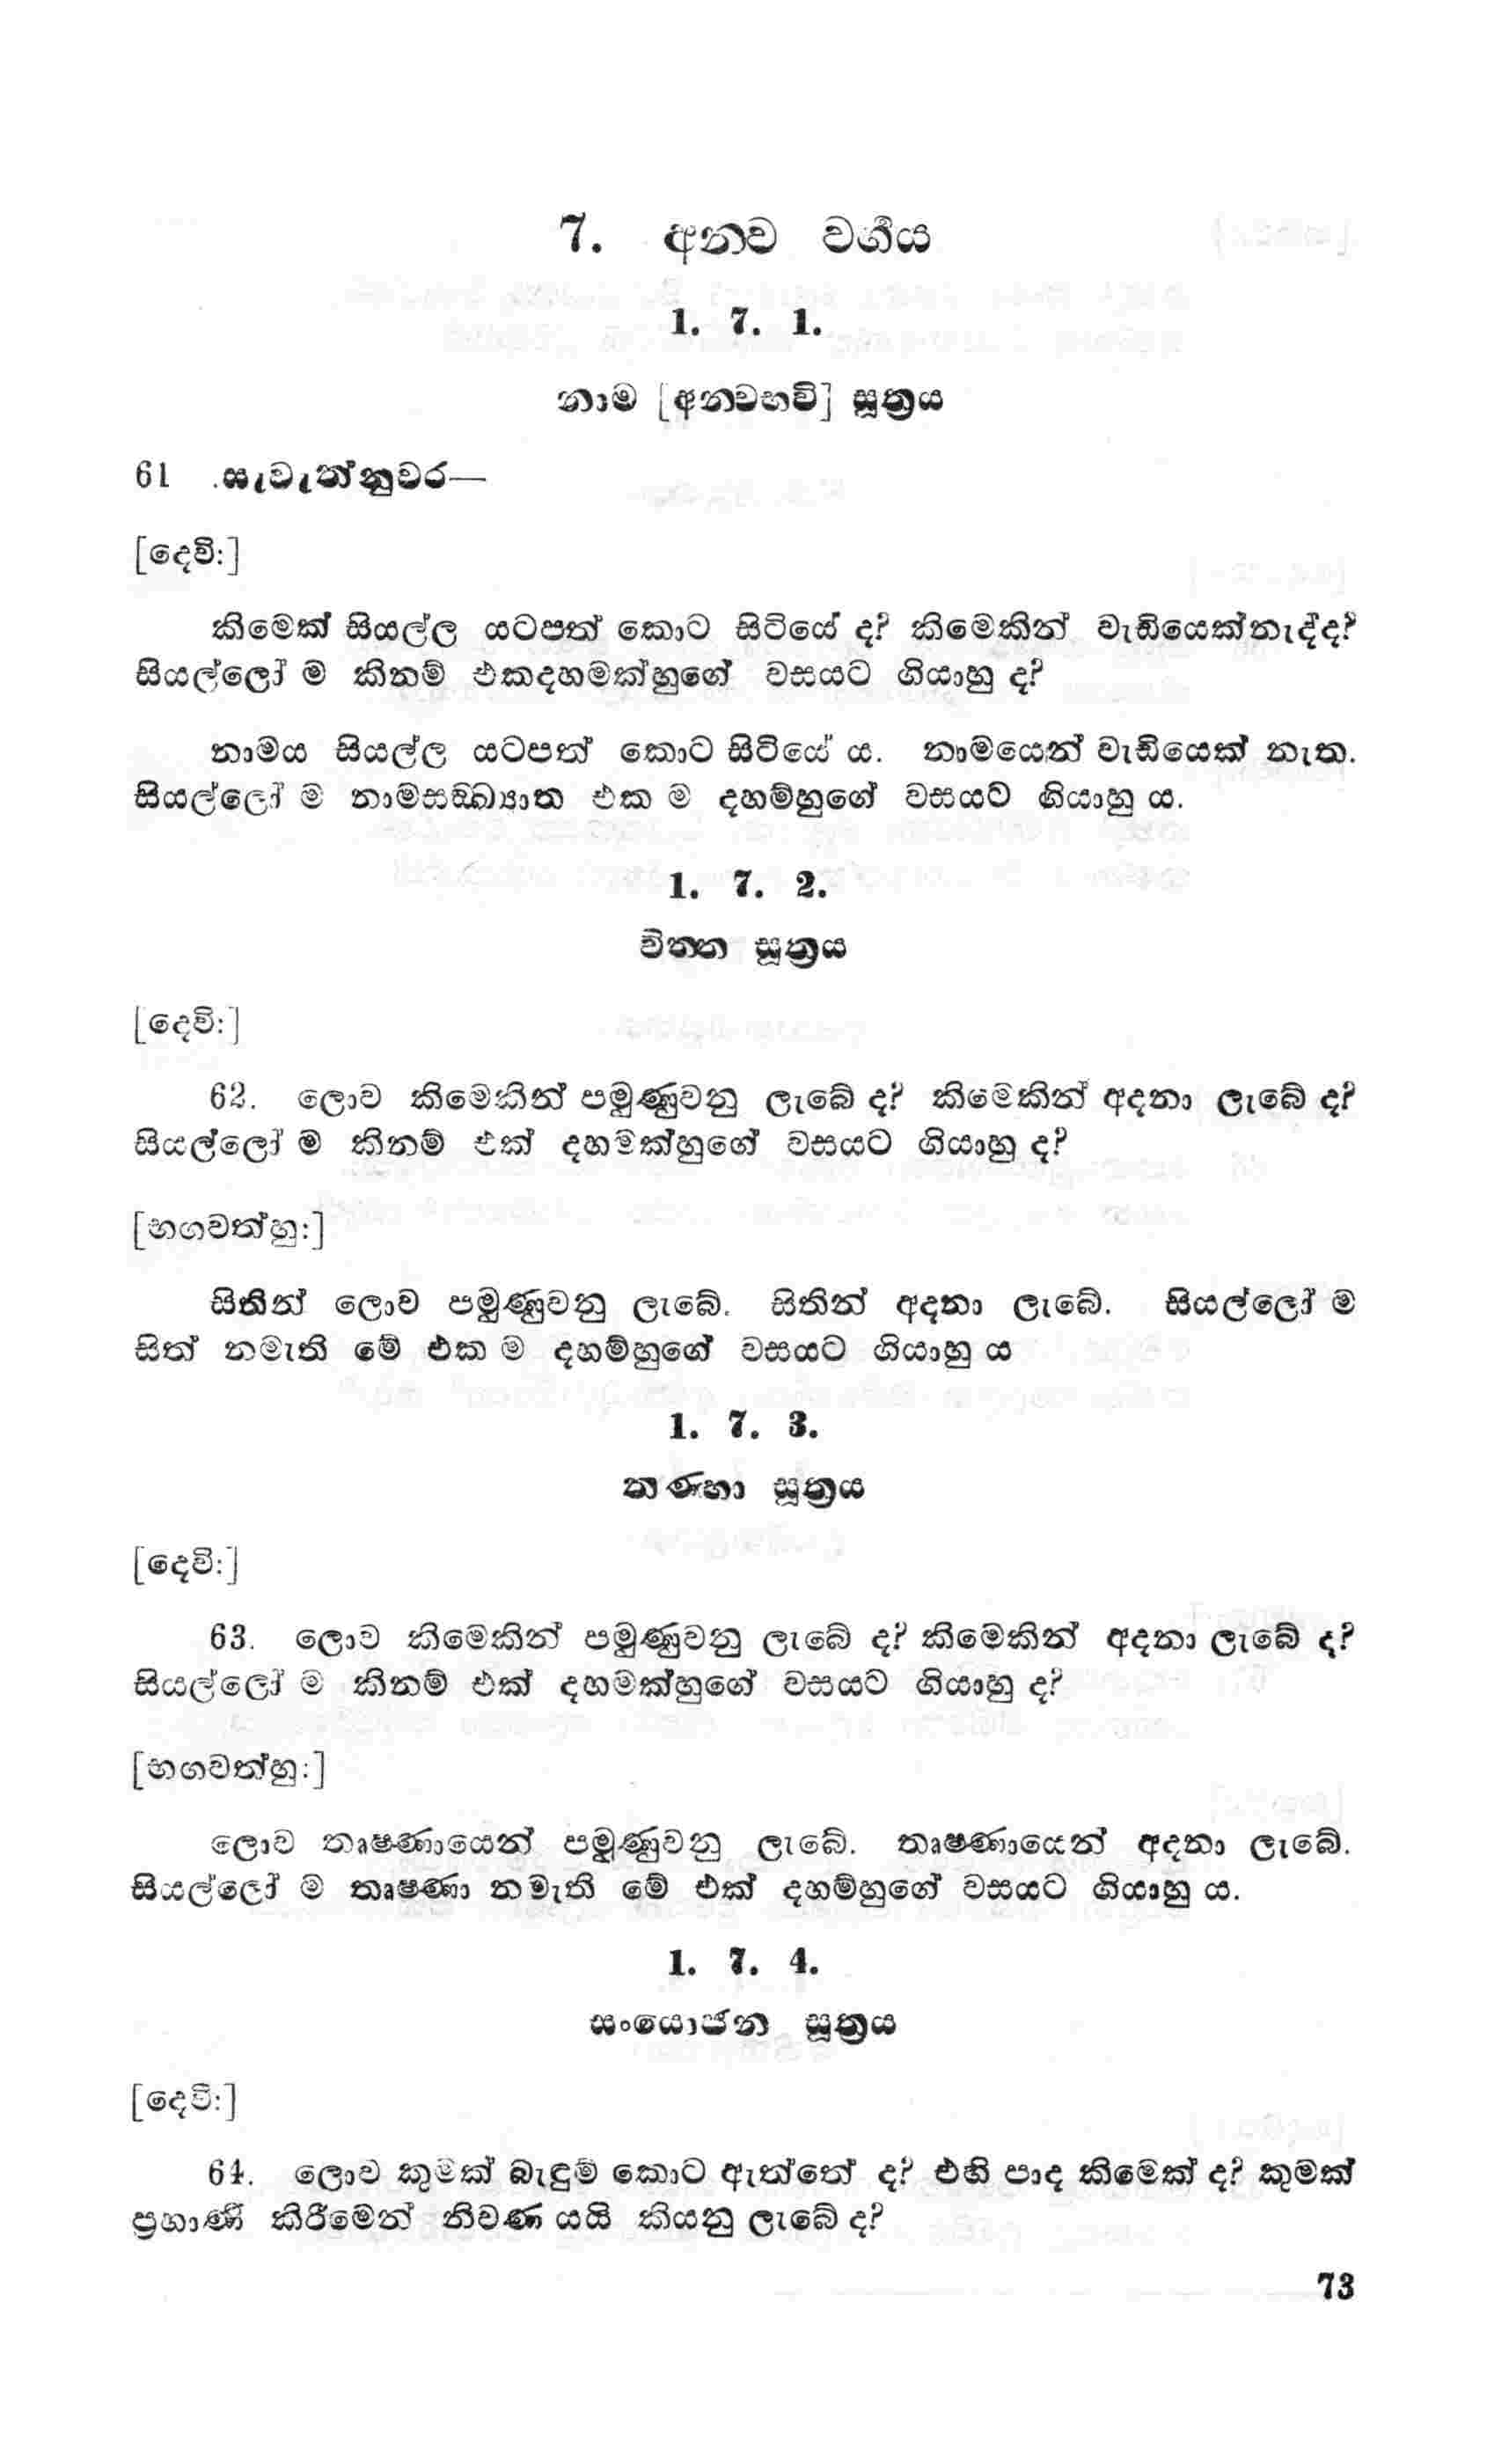 7. අන්‍වව වර්‍ගය
1. 7. 1.
නාම [අන්‍වවභවි] සූත්‍රය
61 .සැවැත්නුවර—
[දෙවි:]
කිමෙක් සියල්ල යටපත් කොට සිටියේ ද? කිමෙකින් වැඩියෙක්නැද්ද?
සියල්ලෝ ම කිනම් එකදහමක්හුගේ වසයට ගියාහු ද?
නාමය සියල්ල යටපත් කොට සිටියේ ය. නාමයෙන් වැඩියෙක් නැත.
සියල්ලෝ ම නාමසඞ්ඛ්‍යාත එක ම දහම්හුගේ වසයට ගියාහු ය.
1. 7. 2.
චිත්ත සූත්‍රය
[දෙවි:]
62. ලොව කිමෙකින් පමුණුවනු ලැබේ ද? කිමෙකින් අදනා ලැබේ ද?
සියල්ලෝ ම කිනම් එක් දහමක්හුගේ වසයට ගියාහු ද?
[භගවත්හු:]
සිතින් ලොව පමුණුවනු ලැබේ. සිතින් අදනා ලැබේ. සියල්ලෝ ම
සිත් නමැති මේ එක ම දහම්හුගේ වසයට ගියාහු ය
1. 7. 3.
තණ්හා සූත්‍රය
[දෙවි:]
63. ලොව කිමෙකින් පමුණුවනු ලැබේ ද? කිමෙකින් අදනා ලැබේ ද?
සියල්ලෝ ම කිනම් එක් දහමක්හුගේ වසයට ගියාහු ද?
[භගවත්හු:]
ලොව තෘෂ්ණායෙන් පමුණුවනු ලැබේ. තෘෂ්ණායෙන් අදනා ලැබේ.
සියල්ලෝ ම තෘෂ්ණා නමැති මේ එක් දහම්හුගේ වසයට ගියාහු ය.
1. 7. 4.
සංයොජන සූත්‍රය
[දෙවි:]
64. ලොව කුමක් බැඳුම් කොට ඇත්තේ ද? එහි පාද කිමෙක් ද? කුමක්
ප්‍රහාණි කිරීමෙන් නිවණ යයි කියනු ලැබේ ද?
73